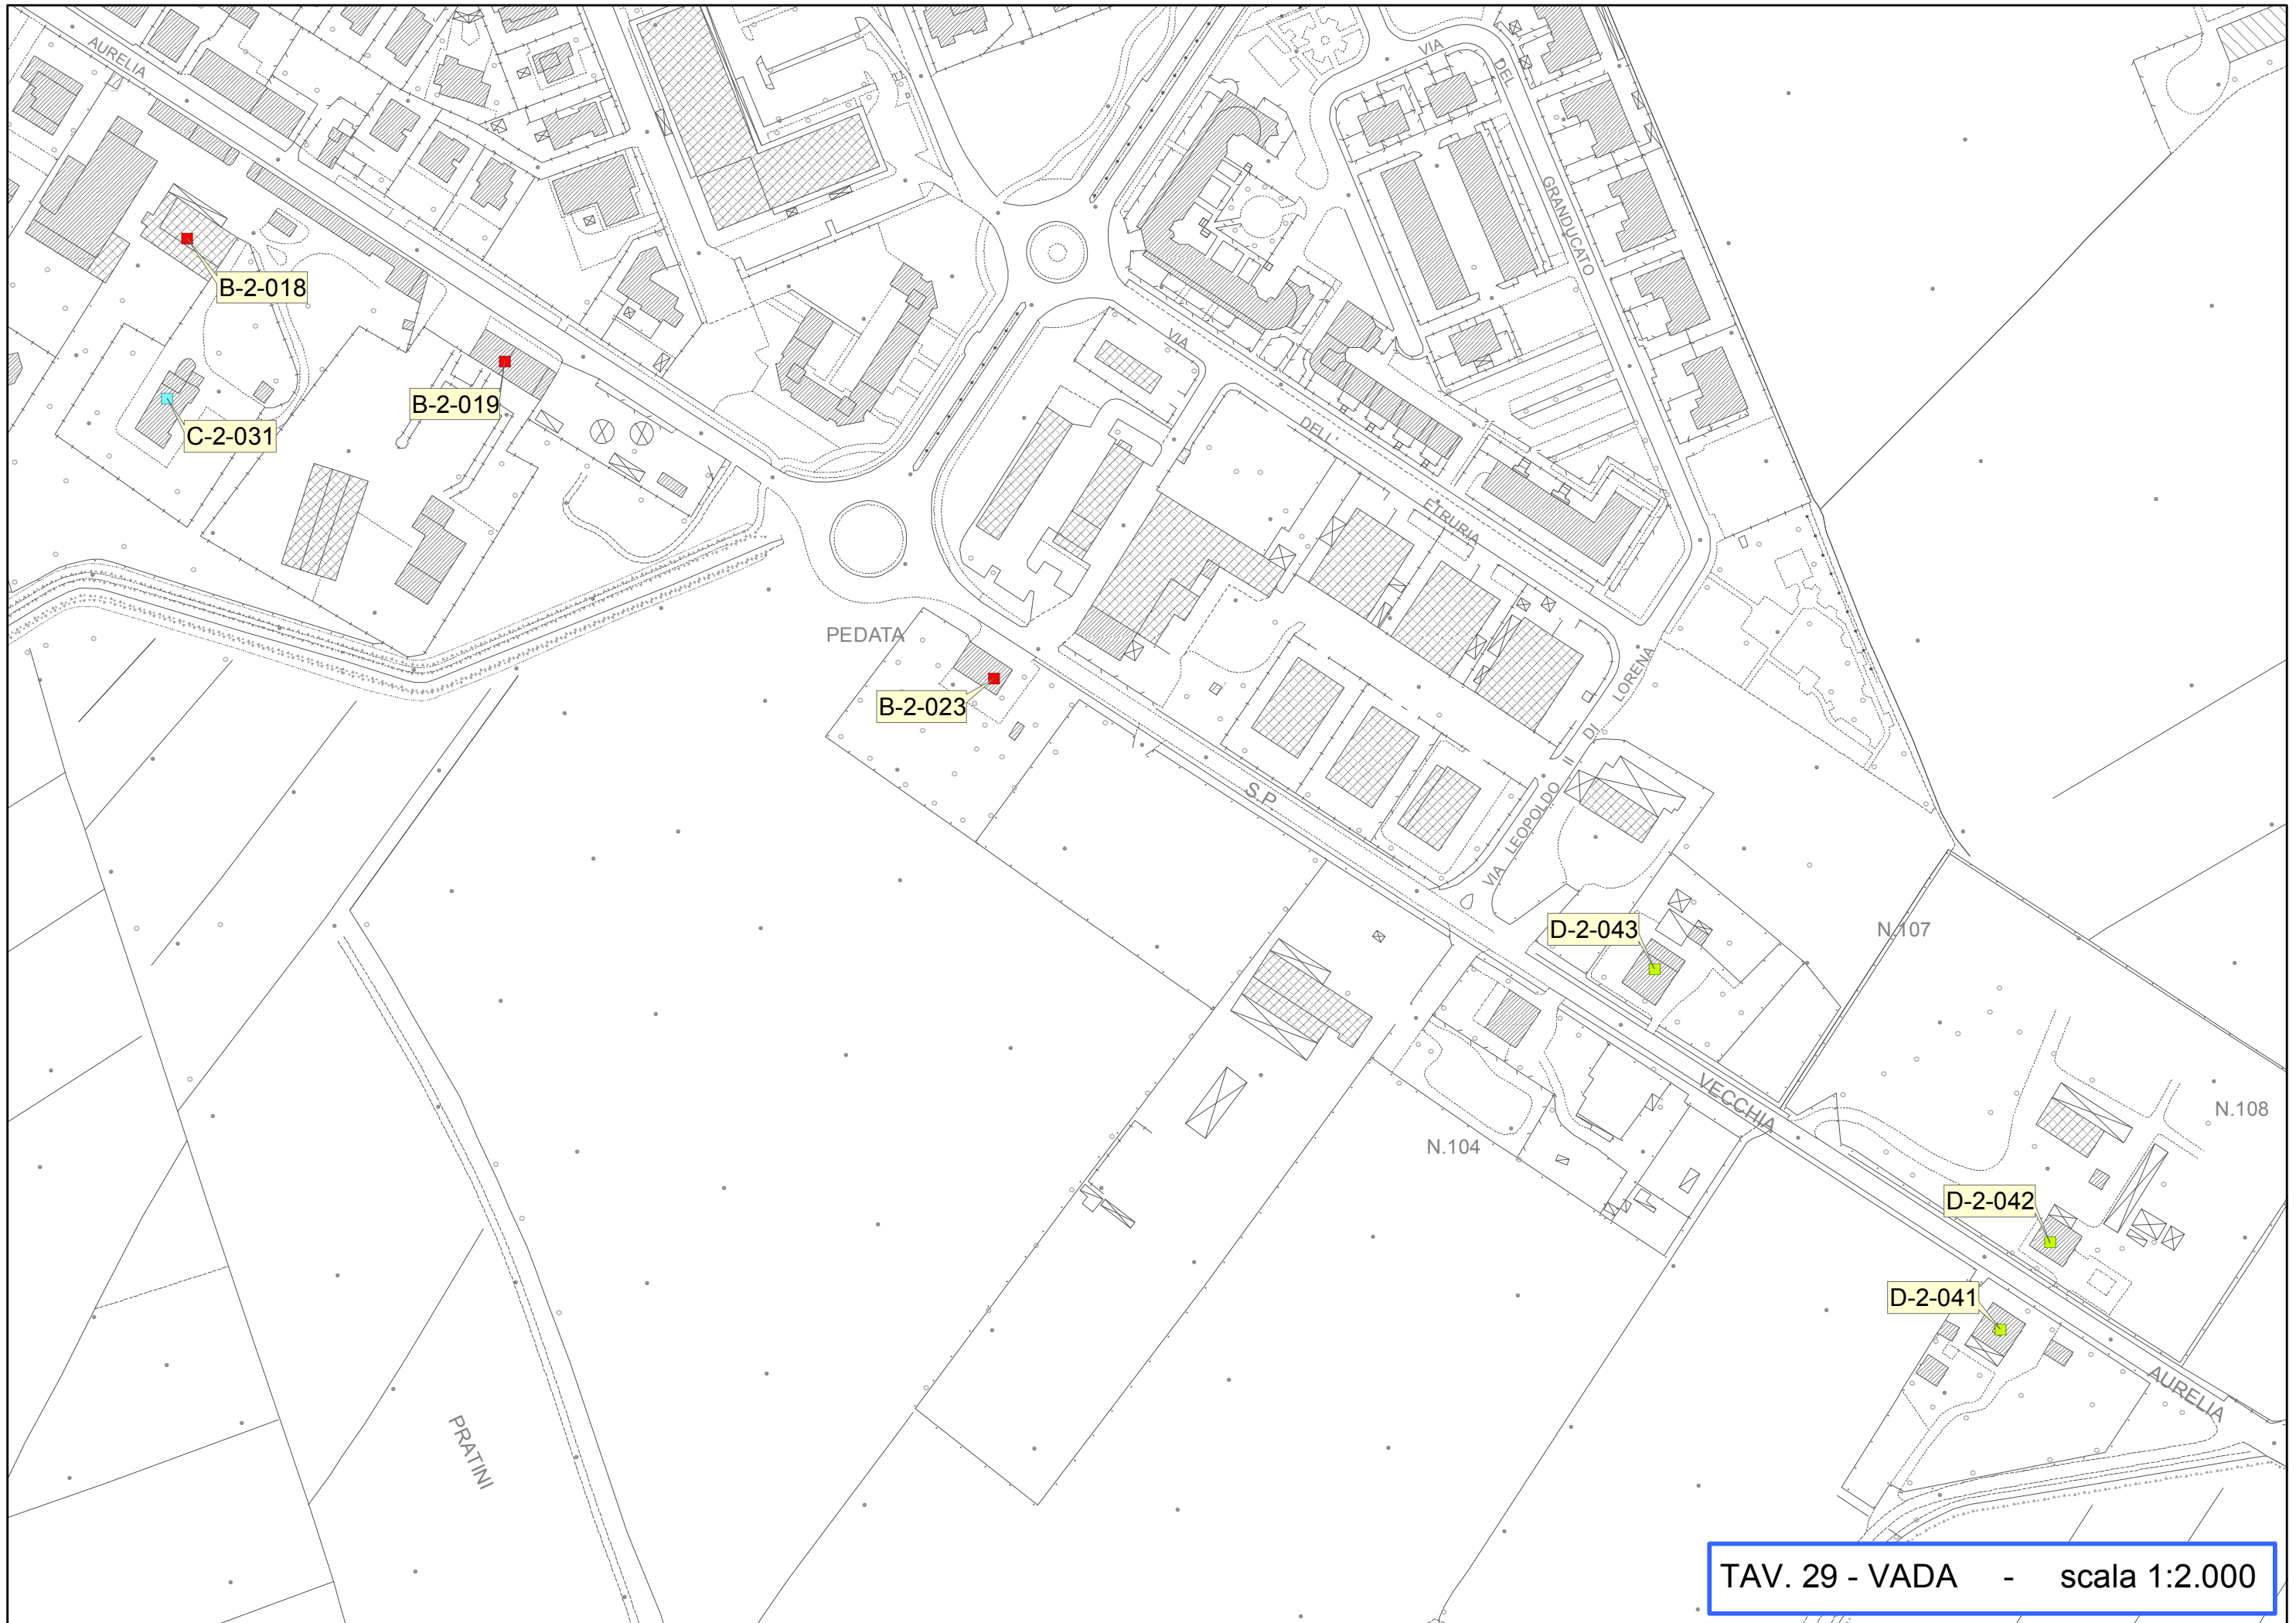 AURELIA
VIA
DEL
GRANDUCATO
B-2-018
B-2-019
C-2-031
VIA
DELL'
ETRURIA
PEDATA
B-2-023
VIA LEOPOLDO II DI LORENA
S.P.
D-2-043
N.107
VECCHIA
N.104
N.108
D-2-042
D-2-041
AURELIA
PRATINI
TAV. 29 - VADA - scala 1:2.000